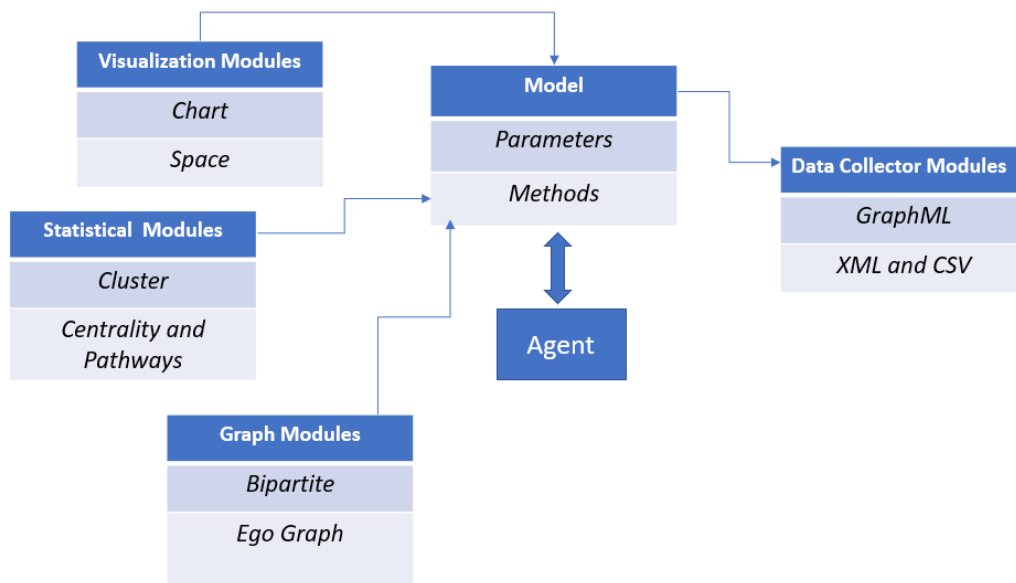 Visualization Modules
Chart
Space
Model
Parameters
Methods
Data Collector Modules
GraphML
XML and CSV
Statistical  Modules
Cluster
Centrality and
Pathways
Agent
Graph Modules
Bipartite
Ego Graph